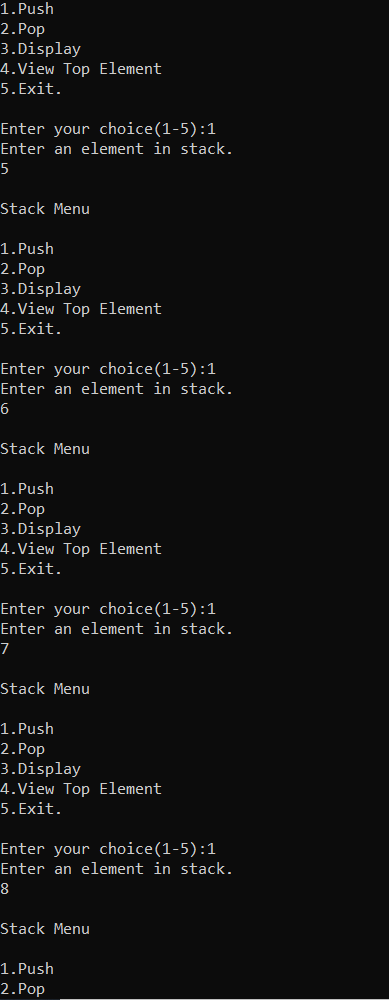 1.Push
2.Pop
3.Display
4.View Top Element
5.Exit.
Enter your choice(1-5):1
Enter an element in stack.
5
Stack Menu
1.Push
2.Pop
3.Display
4.View Top Element
5.Exit.
Enter your choice(1-5):1
Enter an element in stack.
6
Stack Menu
1.Push
2.Pop
3.Display
4.View Top Element
5.Exit.
Enter your choice(1-5):1
Enter an element in stack.
7
Stack Menu
1.Push
2.Pop
3.Display
4.View Top Element
5.Exit.
Enter your choice(1-5):1
Enter an element in stack.
8
Stack Menu
1.Push
2.Pop